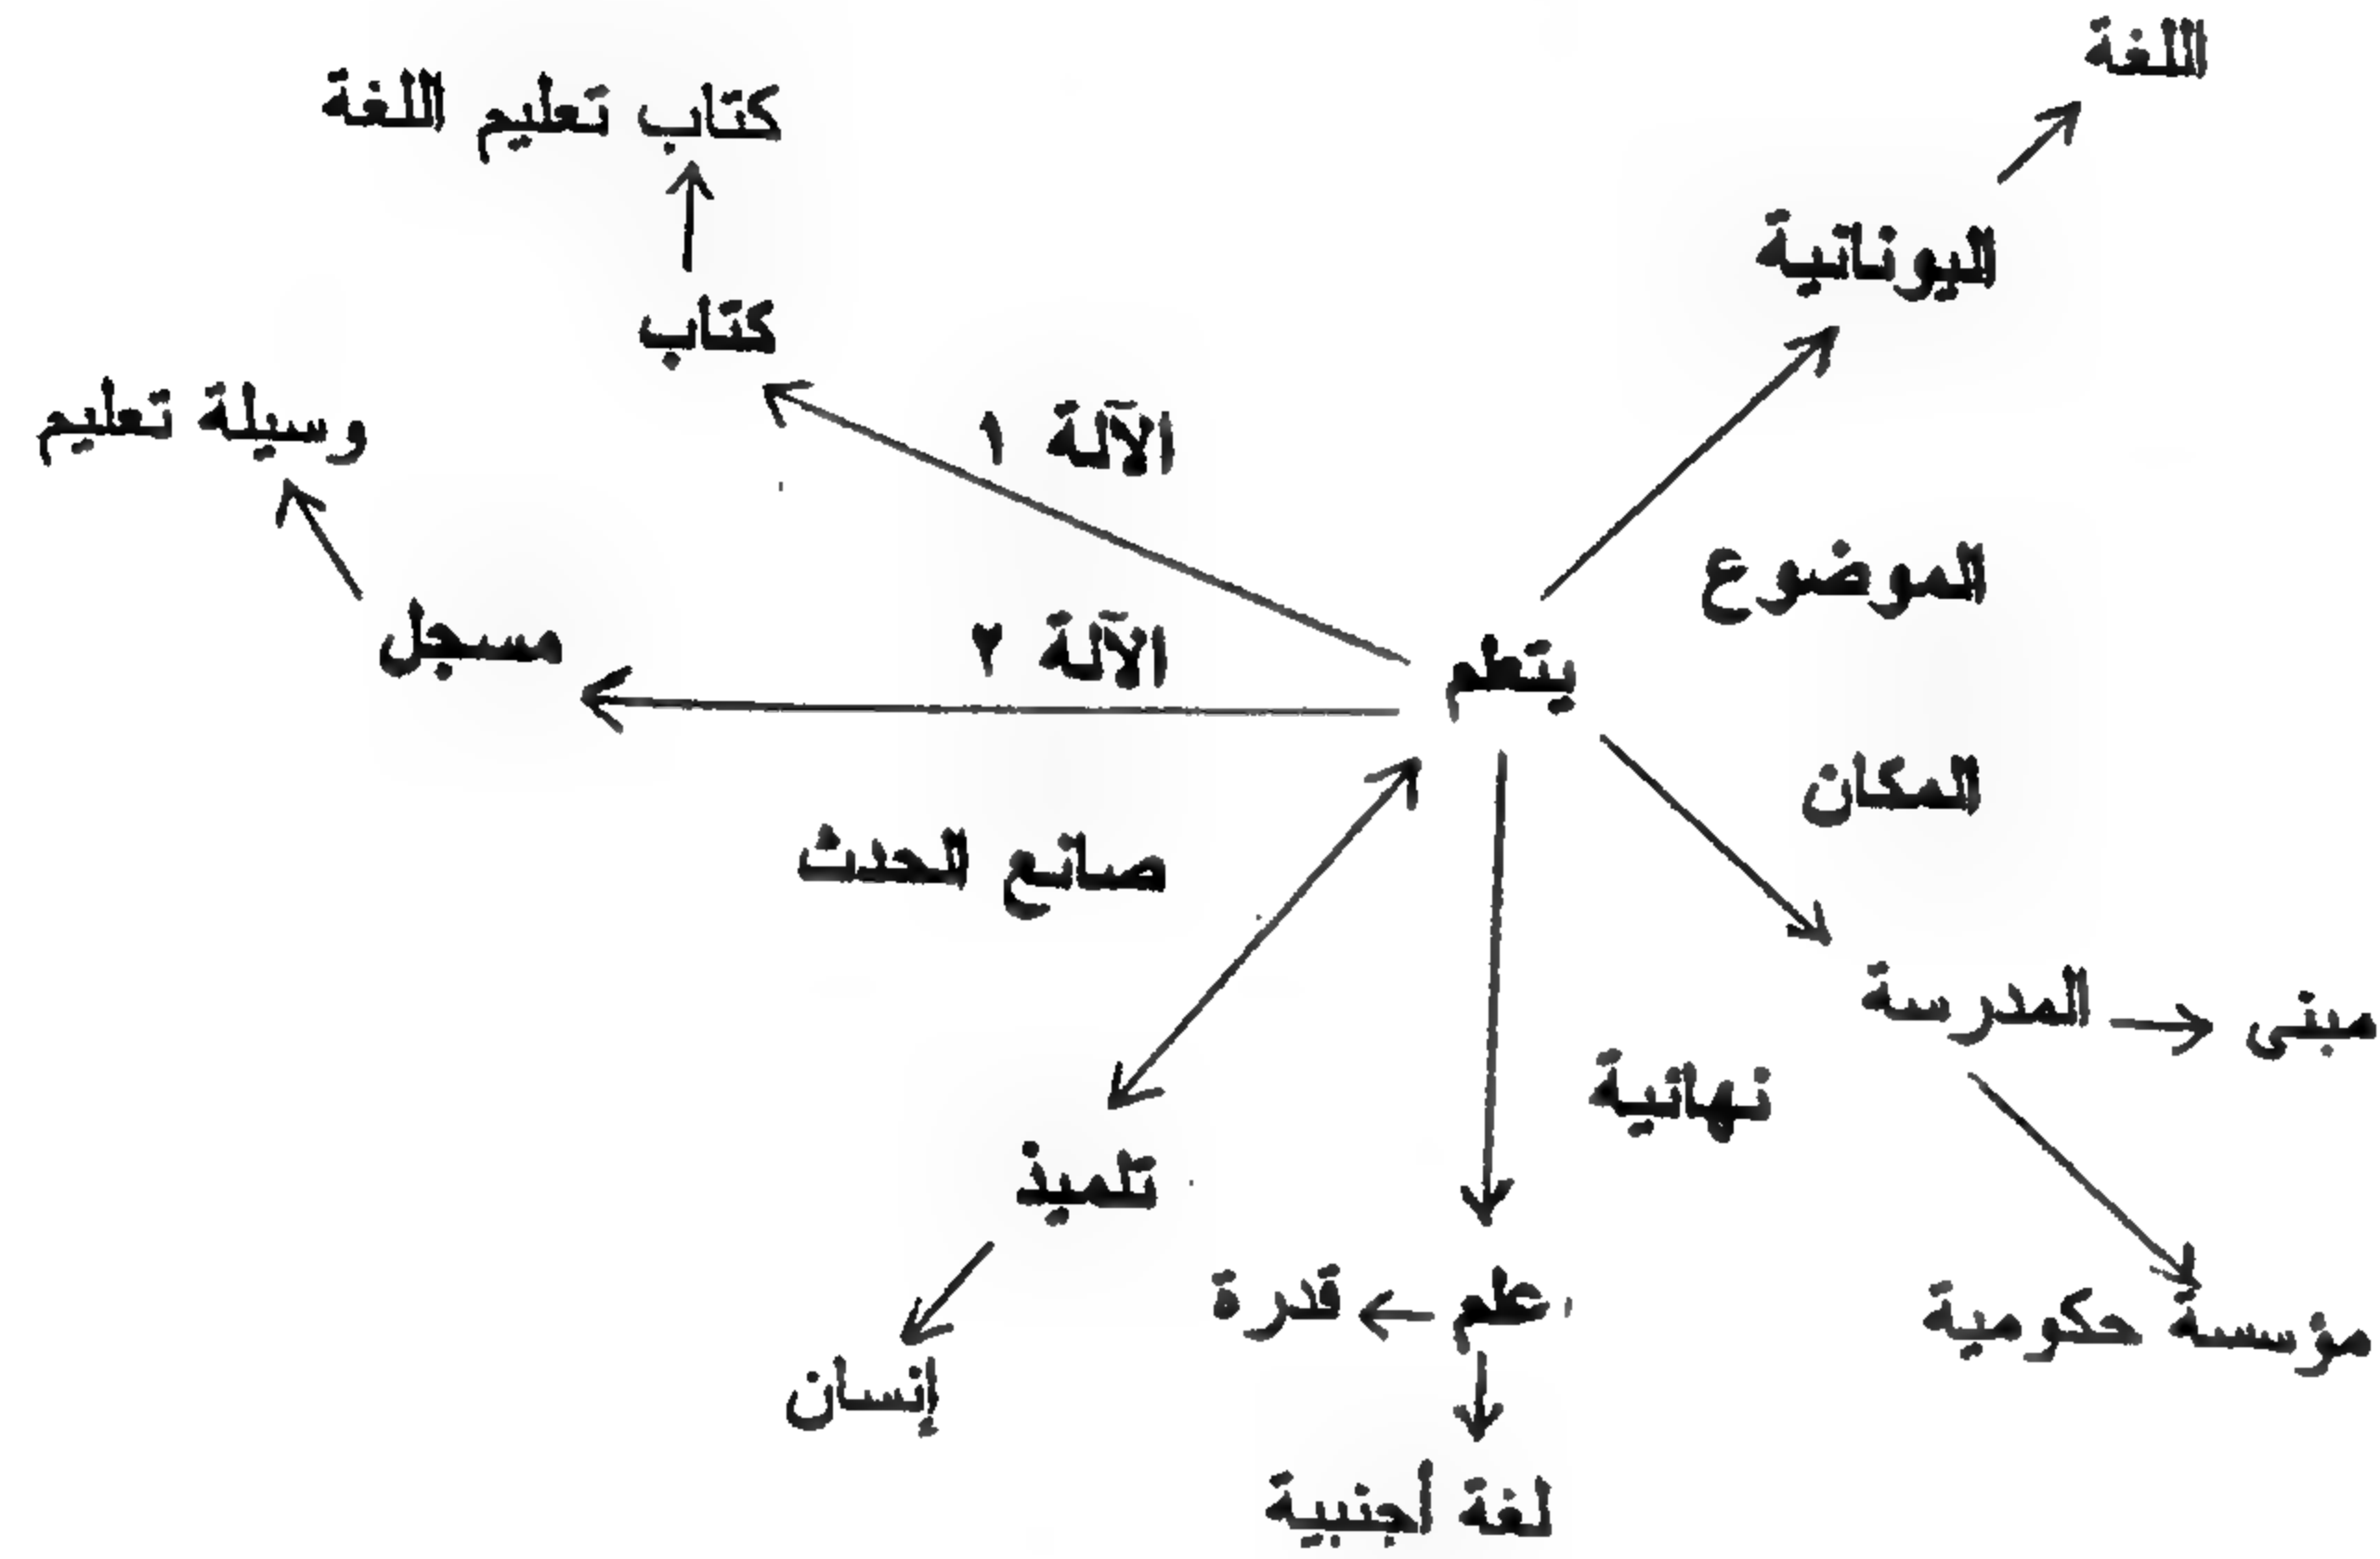 اللغة
كتاب تعليم اللغة
اليونانية
كتاب
وسيلة تعليم
الآلة ١
الموضوع
مسجل
الآلة ٢
يتعلم
المكان
صانع الحدث
مبنى
المدرسة
نهائية
تلميذ
علم
قدرة
مؤسسة حكومية
إنسان
لغة أجنبية